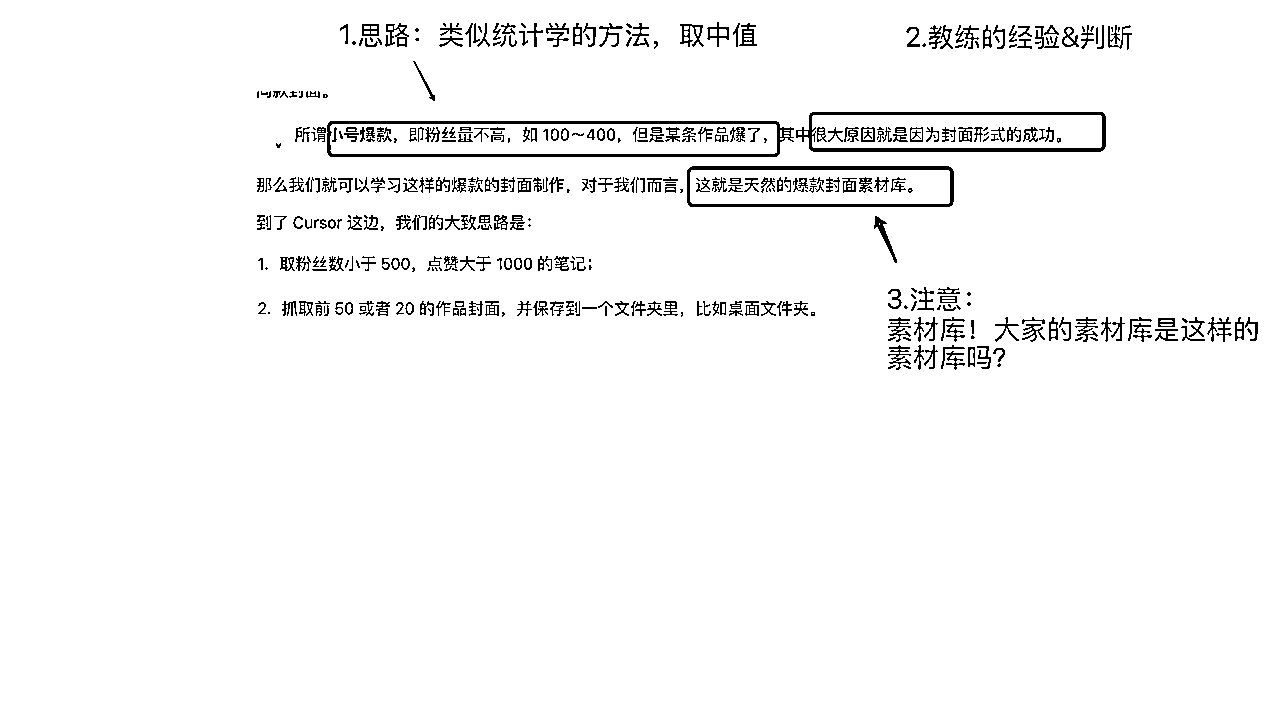 1.思路：类似统计学的方法，取中值
2.教练的经验&判断
同款封面。
所谓小号爆款，即粉丝量不高，如 100～400，但是某条作品爆了，其中很大原因就是因为封面形式的成功。
那么我们就可以学习这样的爆款的封面制作，对于我们而言，这就是天然的爆款封面素材库。
到了 Cursor 这边，我们的大致思路是：
1. 取粉丝数小于 500，点赞大于 1000 的笔记；
2. 抓取前 50 或者 20 的作品封面，并保存到一个文件夹里，比如桌面文件夹。
3.注意：
素材库！大家的素材库是这样的
素材库吗？